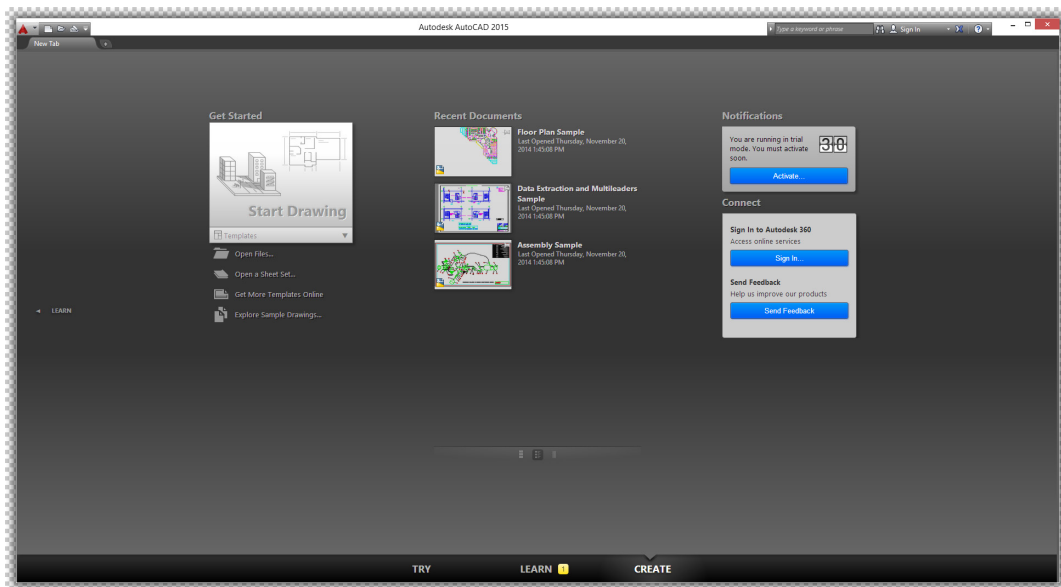 Autodesk AutoCAD 2015
Type a keyword or phrase
Sign In
New Tab
Get Started
Start Drawing
Templates
Open Files...
Open a Sheet Set...
Get More Templates Online
Explore Sample Drawings...
LEARN
Recent Documents
Floor Plan Sample
Last Opened Thursday, November 20,
2014 1:45:08 PM
Data Extraction and Multileaders
Sample
Last Opened Thursday, November 20,
2014 1:45:08 PM
Assembly Sample
Last Opened Thursday, November 20,
2014 1:45:08 PM
Notifications
You are running in trial
mode. You must activate
soon.
30
Activate...
Connect
Sign In to Autodesk 360
Access online services
Sign In...
Send Feedback
Help us improve our products
Send Feedback
TRY
LEARN 1
CREATE